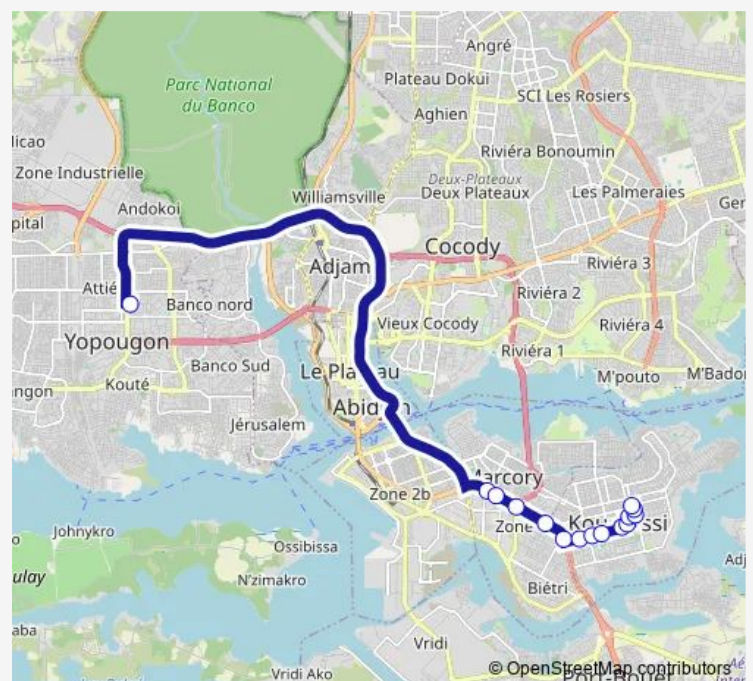 Angré
Plateau Dokui
Parc National
du Banco
SCI Les Rosiers
Aghien
licao
Riviéra Bonoumin
Zone Industrielle
Deux-Plateaux
Deux Plateaux
Les Palmeraies
Williamsville
Andokoi
Ger
pital
Cocody
Riviéra 3
Adjam
Attié
Riviéra 2
Banco nord
Vieux Cocody
Riviéra 4
Yopougon
Riviéra 1
Banco Sud
Le Pla
au
M'pouto
M'Bador
ngon
Kouté
Abi
n
Jérusalem
Marcory
Zone 2b
Zone
Kou
ssi
Johnykro
o
Ossibissa
Adj
ulay
N'zimakro
Biétri
aba
Vridi
Vridi Ako
© OpenStreetMap contributors